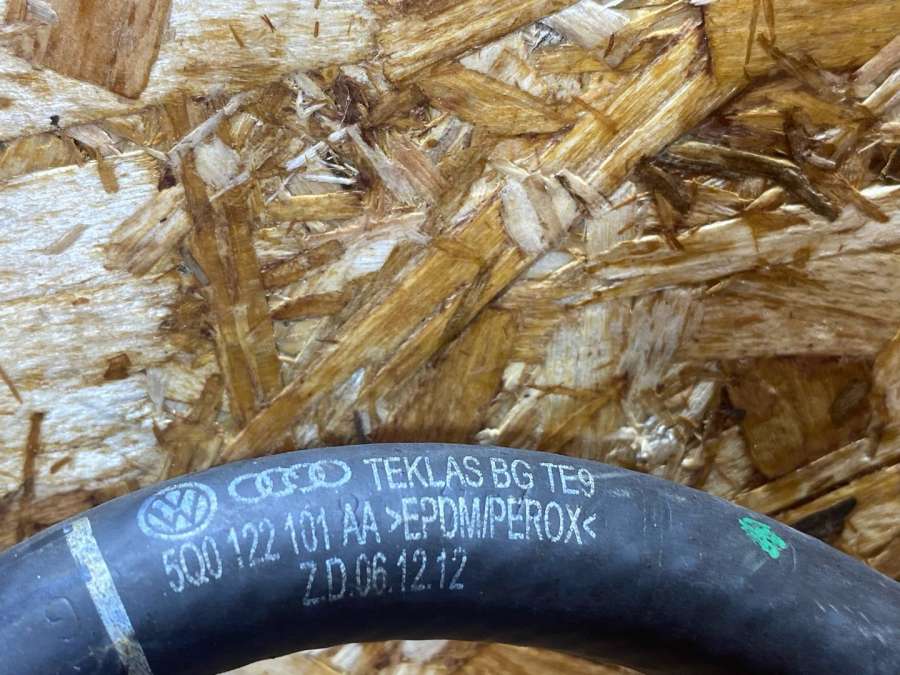 TEKLAS BG TE9
5Q0 122 101 AA >EPDM/PEROX<
Z.D.06.12.12